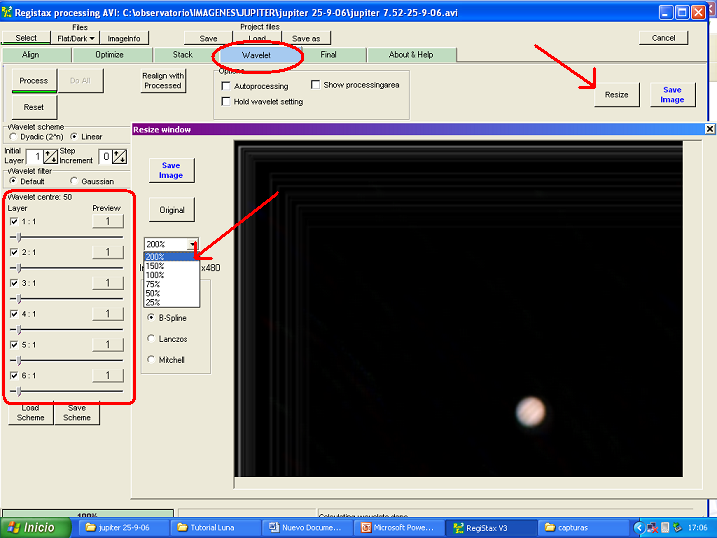 Registax processing AVI: C:\observatorio\IMAGENES\JUPITER\jupiter 25-9-06\jupiter 7.52-25-9-06.avi
Files
Project files
Select
Flat/Dark
ImageInfo
Save
Load
Save as
Cancel
Align
Optimize
Stack
Wavelet
Final
About & Help
Process
Do All
Realign with
Processed
Options
Autoprocessing
Show processingarea
Hold wavelet setting
Resize
Save
Image
Reset
Wavelet scheme
Dyadic (2^n)
Linear
Initial
Layer
1
Step
Increment
0
Wavelet filter
Default
Gaussian
Wavelet centre: 50
Layer
Preview
1 : 1
1
2 : 1
1
3 : 1
1
4 : 1
1
5 : 1
1
6 : 1
1
Load
Scheme
Save
Scheme
Resize window
Save
Image
Original
200%
200%
150%
100%
75%
50%
25%
x480
B-Spline
Lanczos
Mitchell
100%
Inicio
jupiter 25-9-06
Tutorial Luna
Nuevo Docume...
Microsoft Powe...
RegiStax V3
capturas
17:06